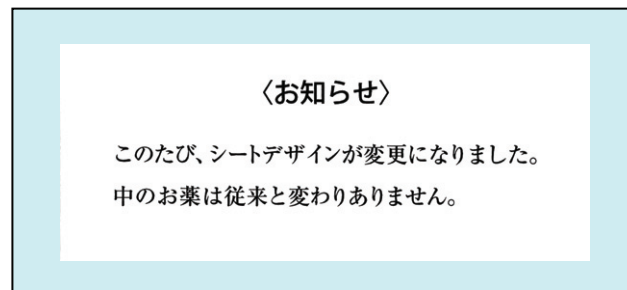 〈お知らせ〉
このたび、シートデザインが変更になりました。
中のお薬は従来と変わりありません。